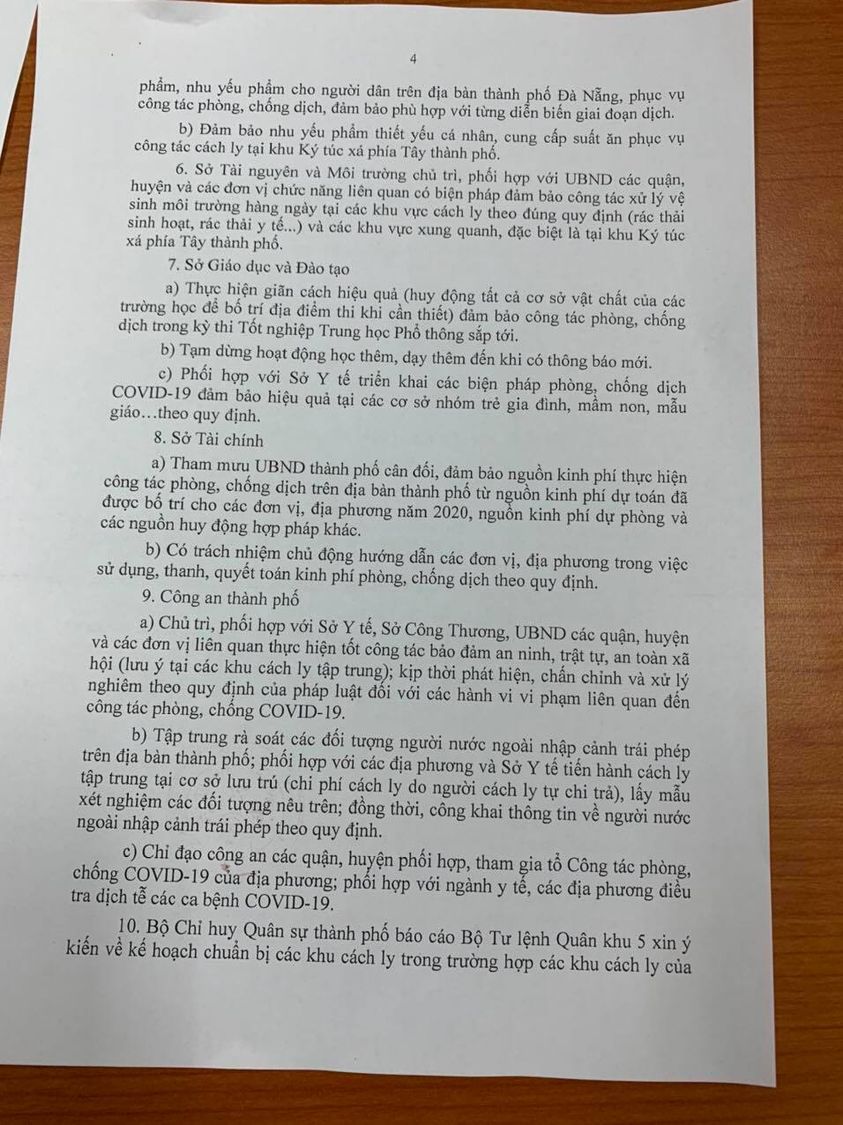 4
phẩm, nhu yếu phẩm cho người dân trên địa bàn thành phố Đà Nẵng, phục vụ
công tác phòng, chống dịch, đảm bảo phù hợp với từng diễn biến giai đoạn dịch.
b) Đảm bảo nhu yếu phẩm thiết yếu cá nhân, cung cấp suất ăn phục vụ
công tác cách ly tại khu Ký túc xá phía Tây thành phố.
6. Sở Tài nguyên và Môi trường chủ trì, phối hợp với UBND các quận,
huyện và các đơn vị chức năng liên quan có biện pháp đảm bảo công tác xử lý vệ
sinh môi trường hàng ngày tại các khu vực cách ly theo đúng quy định (rác thải
sinh hoạt, rác thải y tế...) và các khu vực xung quanh, đặc biệt là tại khu Ký túc
xá phía Tây thành phố.
7. Sở Giáo dục và Đào tạo
a) Thực hiện giãn cách hiệu quả (huy động tất cả cơ sở vật chất của các
trường học để bố trí địa điểm thi khi cần thiết) đảm bảo công tác phòng, chống
dịch trong kỳ thi Tốt nghiệp Trung học Phổ thông sắp tới.
b) Tạm dừng hoạt động học thêm, dạy thêm đến khi có thông báo mới.
c) Phối hợp với Sở Y tế triển khai các biện pháp phòng, chống dịch
COVID-19 đảm bảo hiệu quả tại các cơ sở nhóm trẻ gia đình, mầm non, mẫu
giáo…theo quy định.
8. Sở Tài chính
a) Tham mưu UBND thành phố cân đối, đảm bảo nguồn kinh phí thực hiện
công tác phòng, chống dịch trên địa bàn thành phố từ nguồn kinh phí dự toán đã
được bố trí cho các đơn vị, địa phương năm 2020, nguồn kinh phí dự phòng và
các nguồn huy động hợp pháp khác.
b) Có trách nhiệm chủ động hướng dẫn các đơn vị, địa phương trong việc
sử dụng, thanh, quyết toán kinh phí phòng, chống dịch theo quy định.
9. Công an thành phố
a) Chủ trì, phối hợp với Sở Y tế, Sở Công Thương, UBND các quận, huyện
và các đơn vị liên quan thực hiện tốt công tác bảo đảm an ninh, trật tự, an toàn xã
hội (lưu ý tại các khu cách ly tập trung); kịp thời phát hiện, chấn chỉnh và xử lý
nghiêm theo quy định của pháp luật đối với các hành vi vi phạm liên quan đến
công tác phòng, chống COVID-19.
b) Tập trung rà soát các đối tượng người nước ngoài nhập cảnh trái phép
trên địa bàn thành phố; phối hợp với các địa phương và Sở Y tế tiến hành cách ly
tập trung tại cơ sở lưu trú (chi phí cách ly do người cách ly tự chi trả), lấy mẫu
xét nghiệm các đối tượng nêu trên; đồng thời, công khai thông tin về người nước
ngoài nhập cảnh trái phép theo quy định.
c) Chỉ đạo công an các quận, huyện phối hợp, tham gia tổ Công tác phòng,
chống COVID-19 của địa phương; phối hợp với ngành y tế, các địa phương điều
tra dịch tễ các ca bệnh COVID-19.
10. Bộ Chỉ huy Quân sự thành phố báo cáo Bộ Tư lệnh Quân khu 5 xin ý
kiến về kế hoạch chuẩn bị các khu cách ly trong trường hợp các khu cách ly của